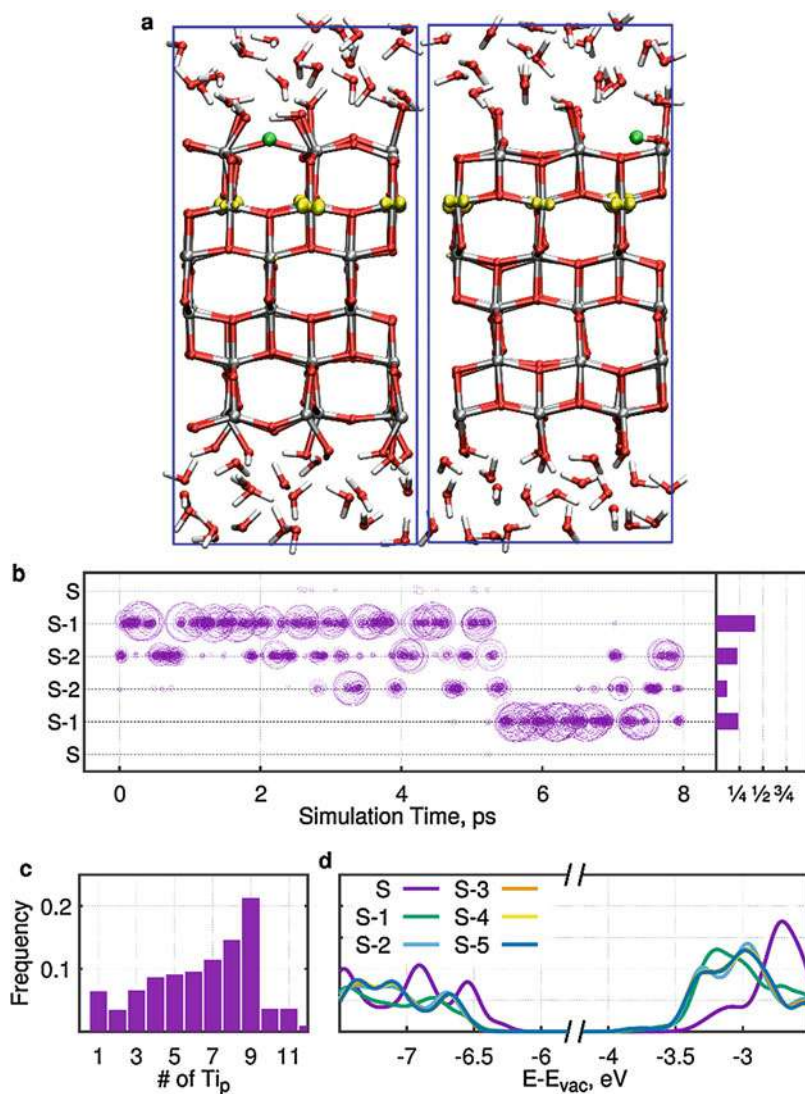 a
b
S
S-1
S-2
S-2
S-1
S
0 2 4 6 8 ¼ ½ ¾
Simulation Time, ps
c
0.2
0.1
Frequency
1 3 5 7 9 11
# of Tip
d
S S-3
S-1 S-4
S-2 S-5
-7 -6.5 -6 -4 -3.5 -3
E-Evac, eV